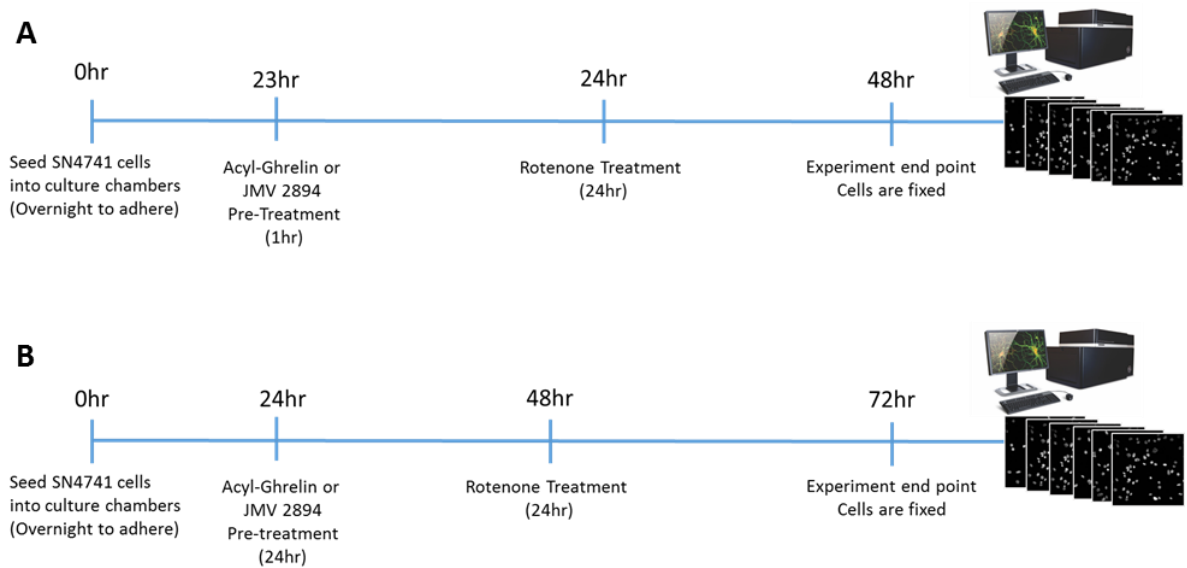 A
0hr
23hr
24hr
48hr
Seed SN4741 cells
into culture chambers
(Overnight to adhere)
Acyl-Ghrelin or
JMV 2894
Pre-Treatment
(1hr)
Rotenone Treatment
(24hr)
Experiment end point
Cells are fixed
B
0hr
24hr
48hr
72hr
Seed SN4741 cells
into culture chambers
(Overnight to adhere)
Acyl-Ghrelin or
JMV 2894
Pre-treatment
(24hr)
Rotenone Treatment
(24hr)
Experiment end point
Cells are fixed